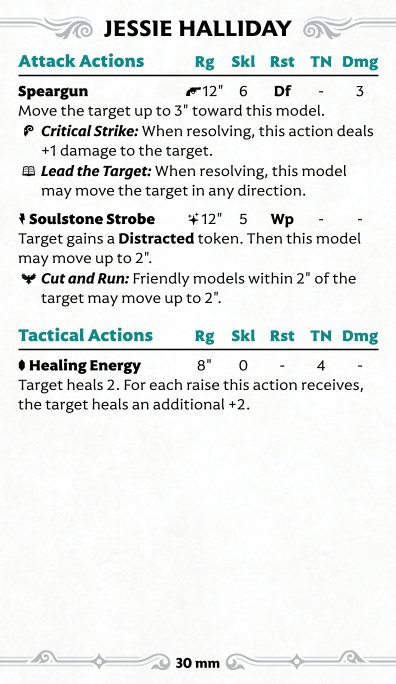 JESSIE HALLIDAY
Attack Actions Rg Skl Rst TN Dmg
Speargun 12" 6 Df - 3
Move the target up to 3" toward this model.
Critical Strike: When resolving, this action deals
+1 damage to the target.
Lead the Target: When resolving, this model
may move the target in any direction.
Soulstone Strobe 12" 5 Wp - -
Target gains a Distracted token. Then this model
may move up to 2".
Cut and Run: Friendly models within 2" of the
target may move up to 2".
Tactical Actions Rg Skl Rst TN Dmg
Healing Energy 8" 0 - 4 -
Target heals 2. For each raise this action receives,
the target heals an additional +2.
30 mm